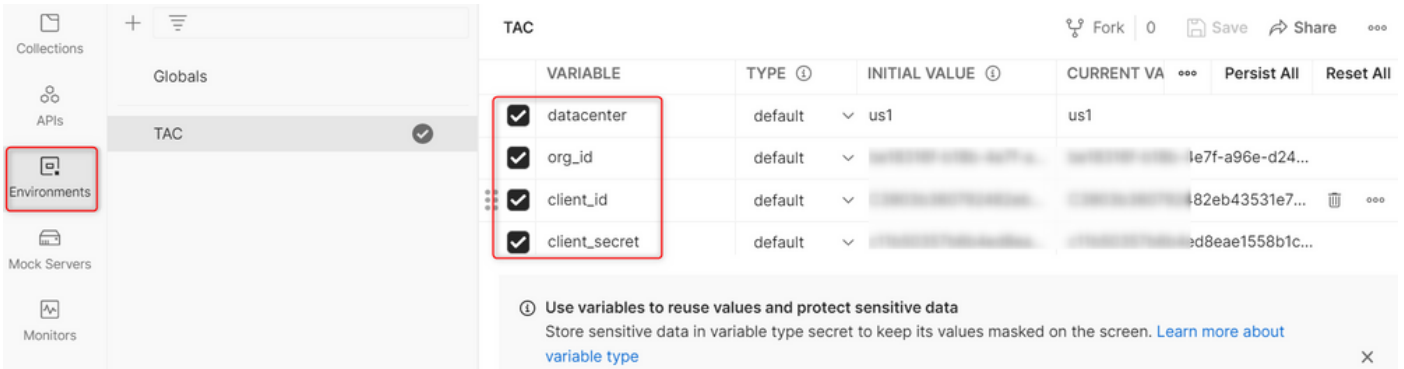 Collections
APIs
Environments
Mock Servers
Monitors
Globals
TAC
TAC
Fork 0 Save Share
VARIABLE TYPE INITIAL VALUE CURRENT VA Persist All Reset All
datacenter default us1 us1
org_id default 4e7f-a96e-d24...
client_id default 482eb43531e7...
client_secret default ed8eae1558b1c...
Use variables to reuse values and protect sensitive data
Store sensitive data in variable type secret to keep its values masked on the screen. Learn more about
variable type